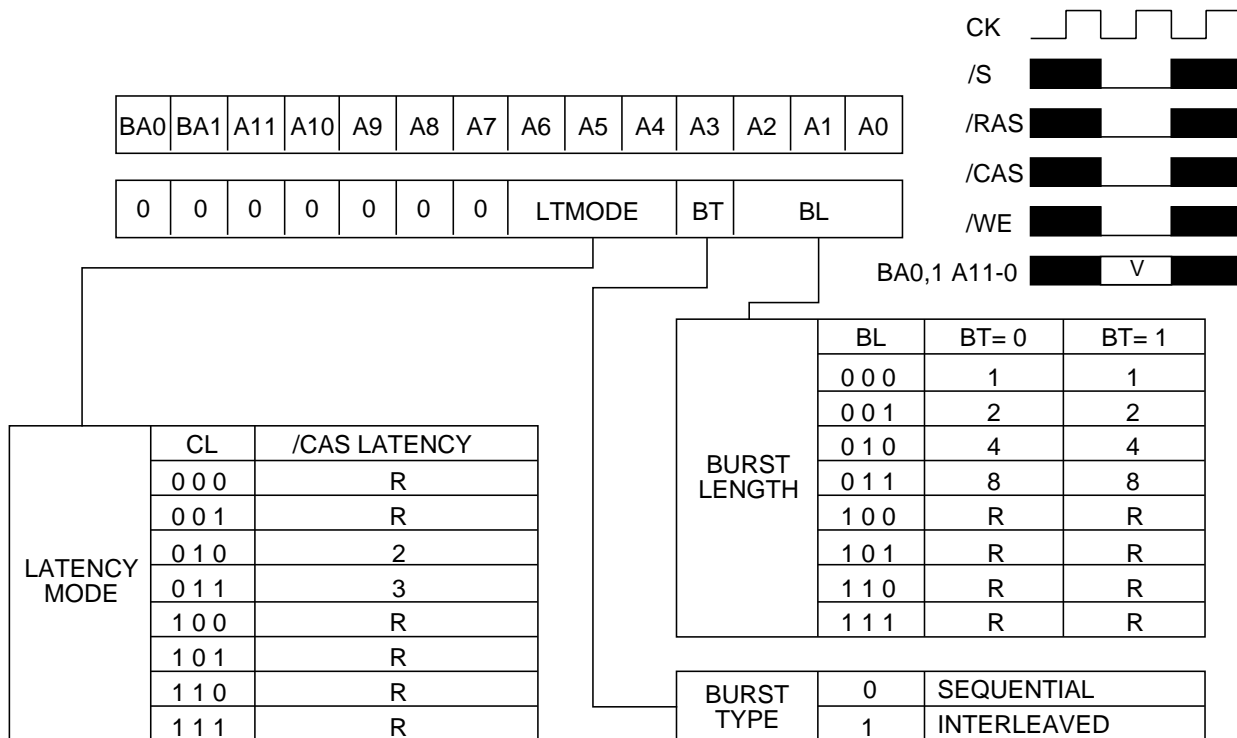 CK
/S
/RAS
/CAS
/WE
BA0,1 A11-0 V
BA0 BA1 A11 A10 A9 A8 A7 A6 A5 A4 A3 A2 A1 A0
0 0 0 0 0 0 0 LTMODE BT BL
BURST
LENGTH
BL BT= 0 BT= 1
0 0 0 1 1
0 0 1 2 2
0 1 0 4 4
0 1 1 8 8
1 0 0 R R
1 0 1 R R
1 1 0 R R
1 1 1 R R
LATENCY
MODE
CL /CAS LATENCY
0 0 0 R
0 0 1 R
0 1 0 2
0 1 1 3
1 0 0 R
1 0 1 R
1 1 0 R
1 1 1 R
BURST
TYPE
0 SEQUENTIAL
1 INTERLEAVED